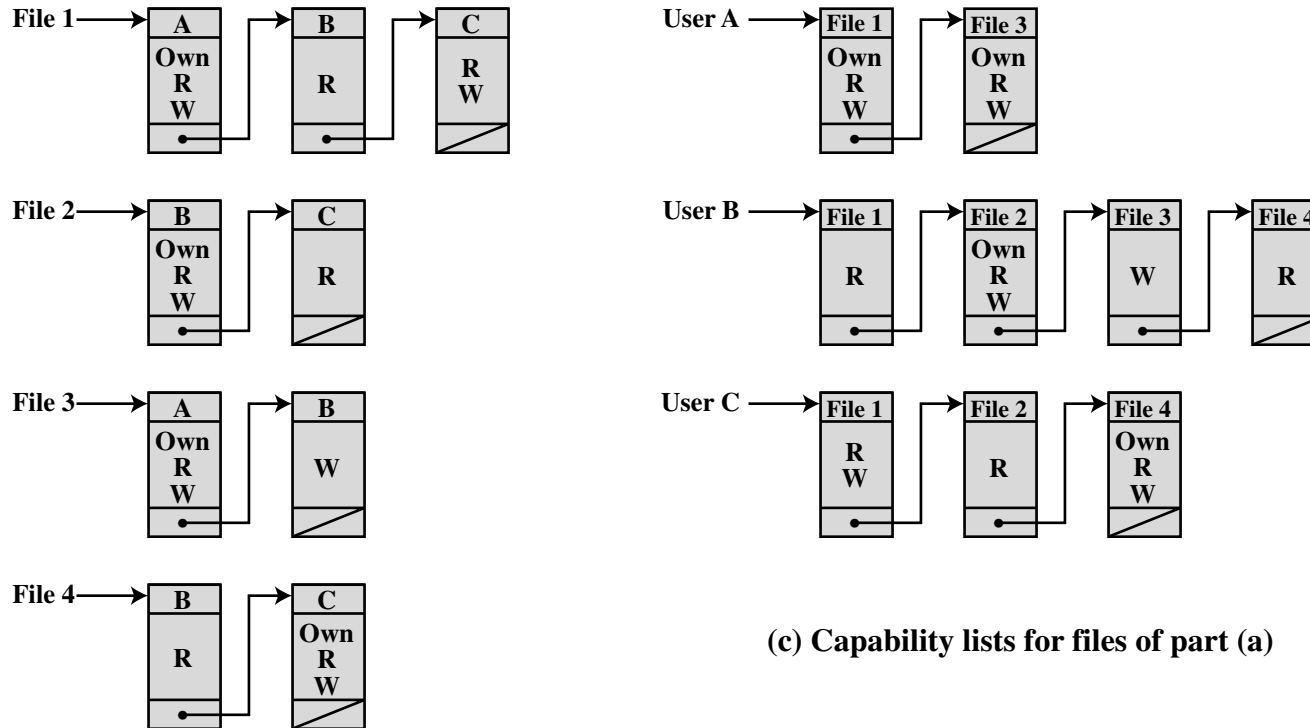 File 1
A
Own
R
W
B
R
C
R
W
File 2
B
Own
R
W
C
R
File 3
A
Own
R
W
B
W
File 4
B
R
C
Own
R
W
User A
File 1
Own
R
W
File 3
Own
R
W
User B
File 1
R
File 2
Own
R
W
File 3
W
File 4
R
User C
File 1
R
W
File 2
R
File 4
Own
R
W
(c) Capability lists for files of part (a)